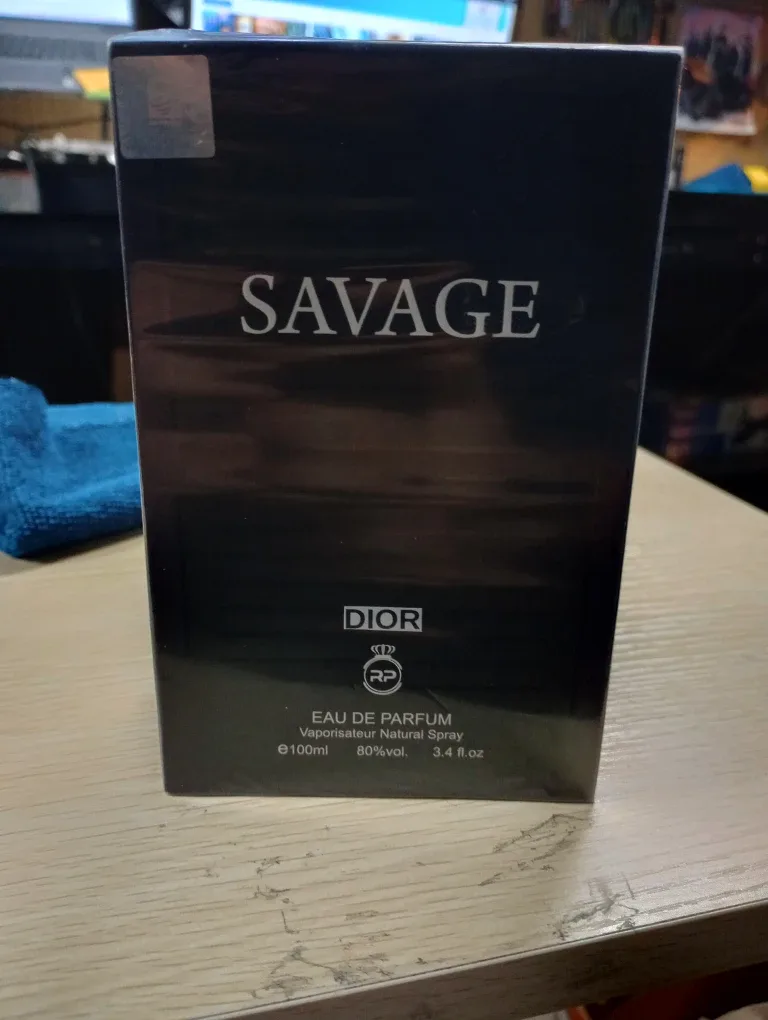 SAVAGE
DIOR
RP
EAU DE PARFUM
Vaporisateur Natural Spray
℮100ml 80%vol. 3.4 fl.oz